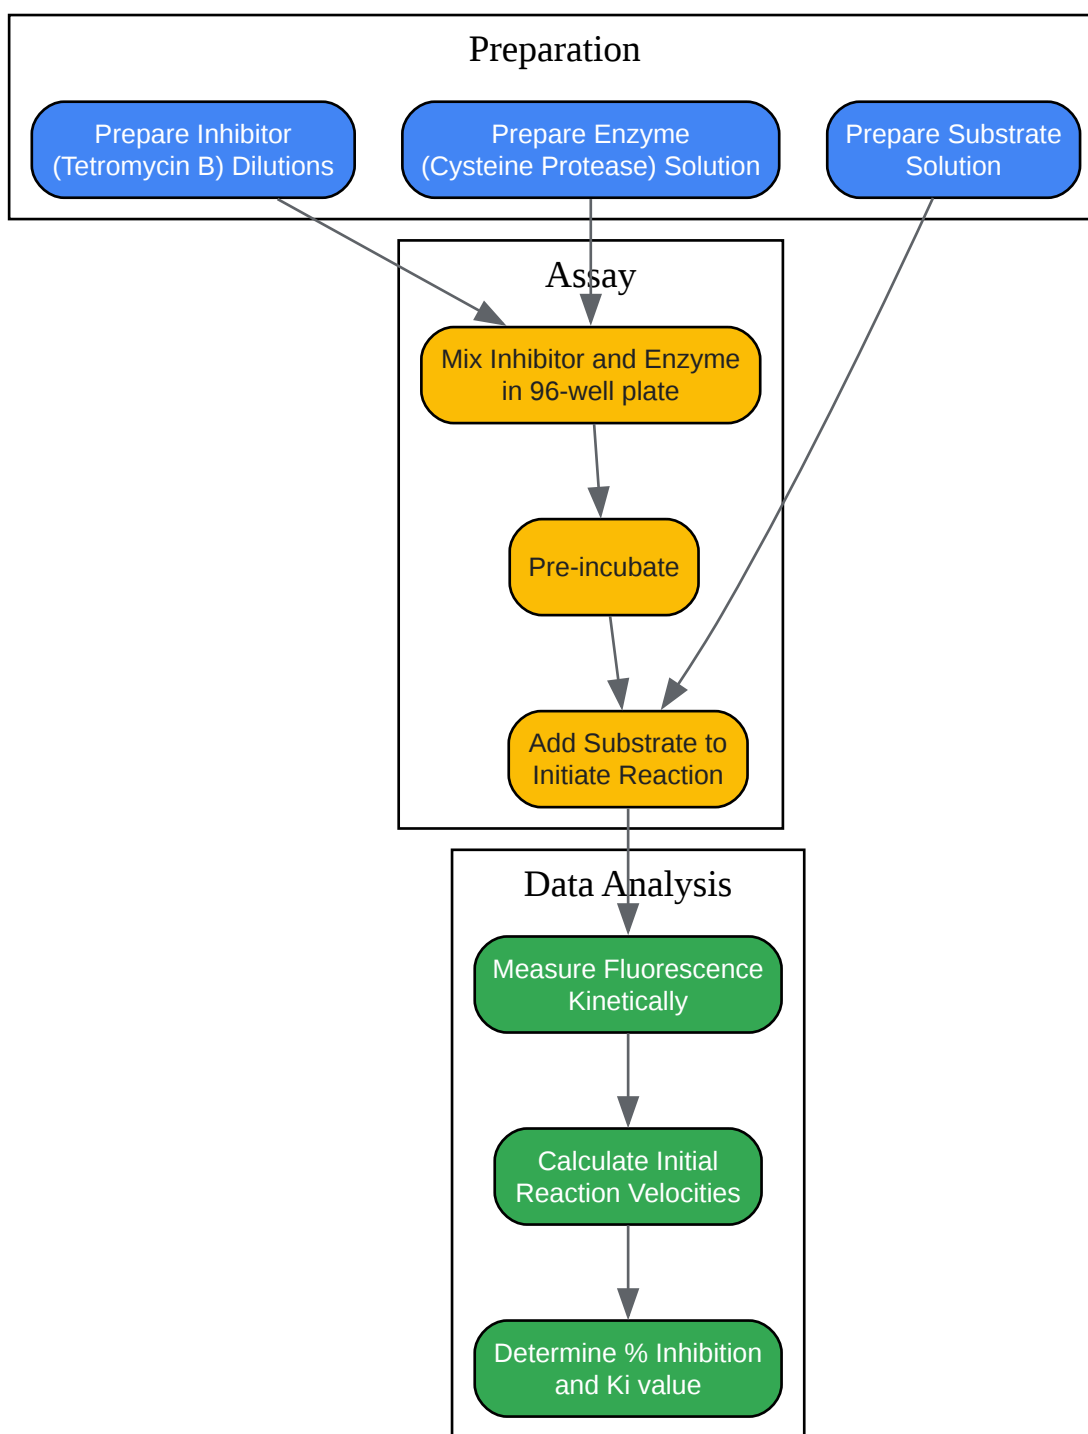 Preparation
Prepare Inhibitor
(Tetromycin B) Dilutions
Prepare Enzyme
(Cysteine Protease) Solution
Prepare Substrate
Solution
Assay
Mix Inhibitor and Enzyme
in 96-well plate
Pre-incubate
Add Substrate to
Initiate Reaction
Data Analysis
Measure Fluorescence
Kinetically
Calculate Initial
Reaction Velocities
Determine % Inhibition
and Ki value